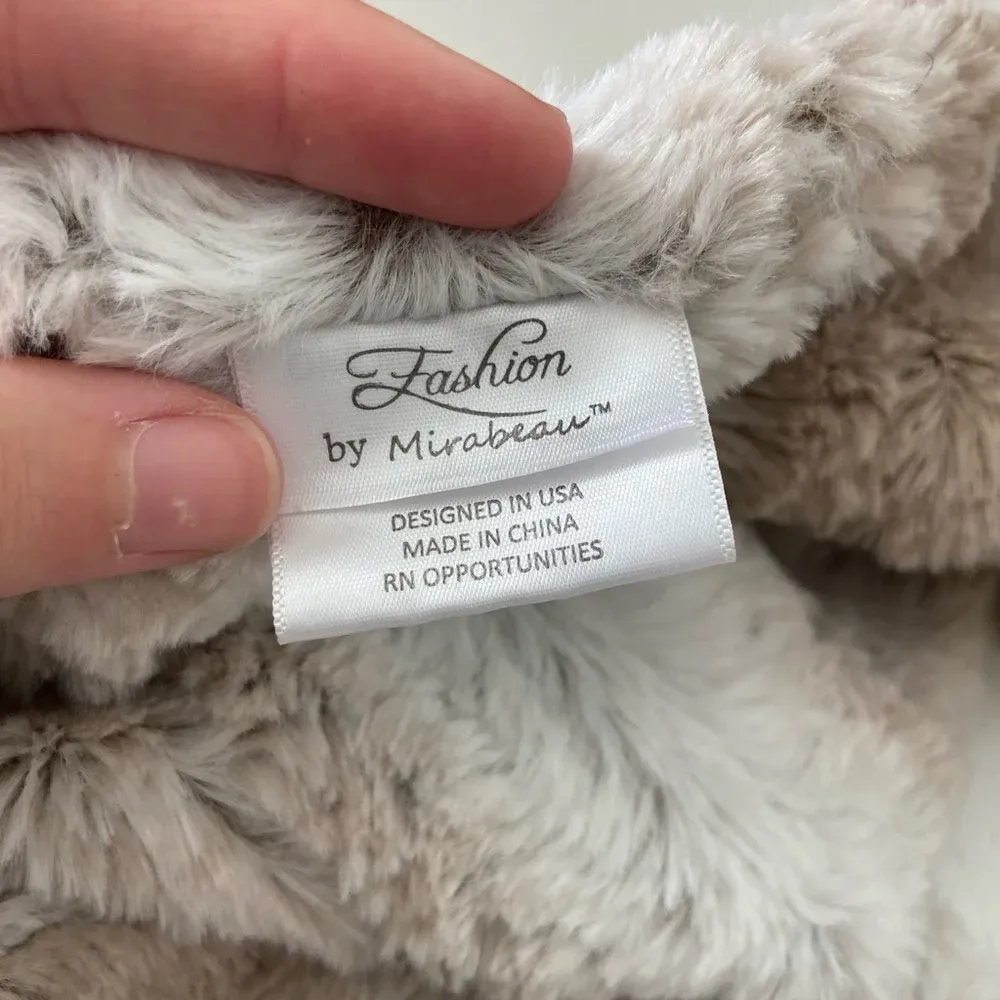 Fashion
by Mirabeau™
DESIGNED IN USA
MADE IN CHINA
RN OPPORTUNITIES